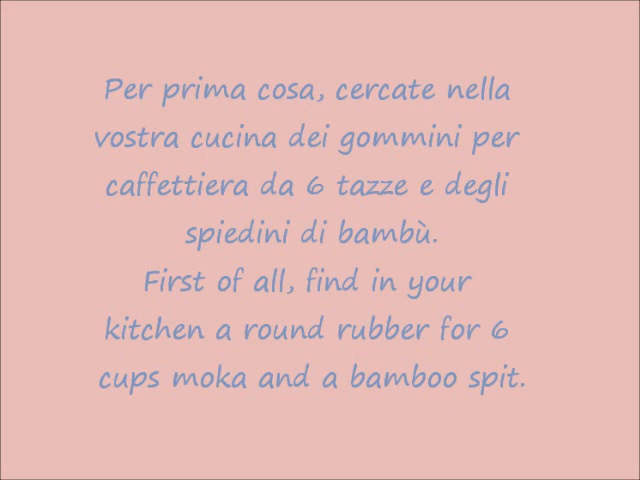 Per prima cosa, cercate nella
vostra cucina dei gommini per
caffettiera da 6 tazze e degli
spiedini di bambù.
First of all, find in your
kitchen a round rubber for 6
cups moka and a bamboo spit.